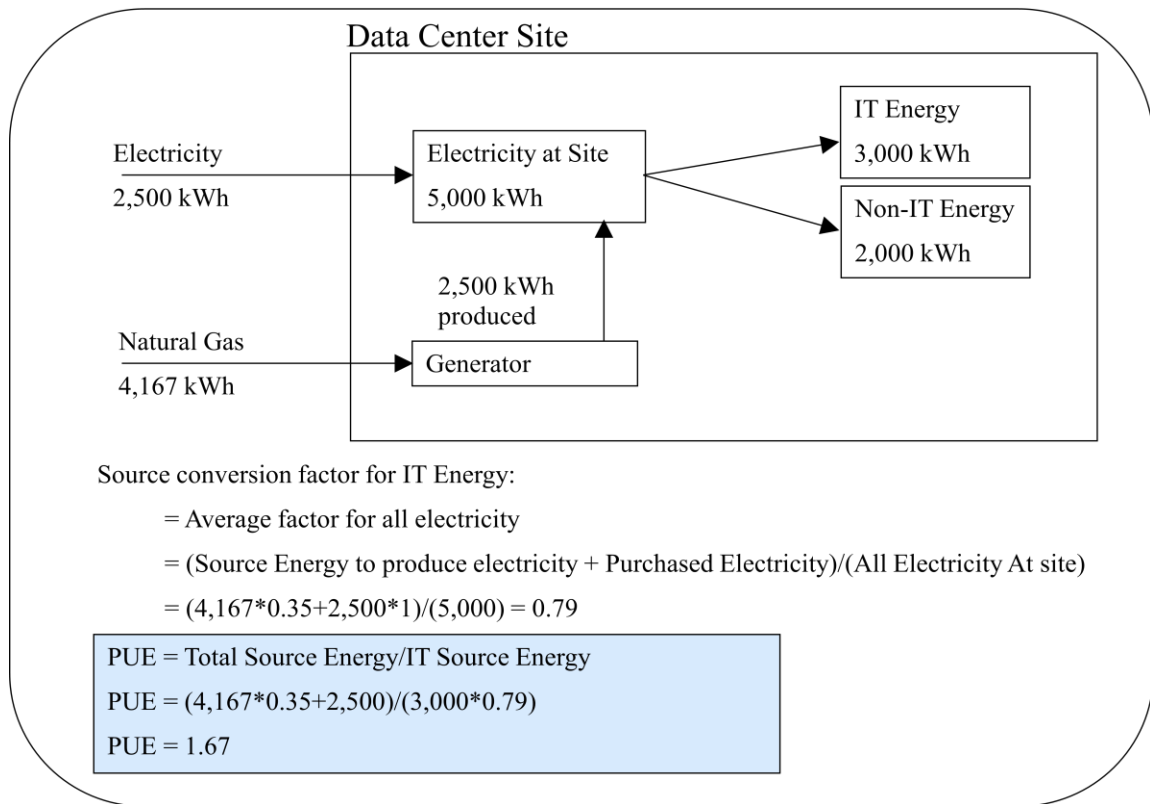 Data Center Site
Electricity
2,500 kWh
Electricity at Site
5,000 kWh
IT Energy
3,000 kWh
Non-IT Energy
2,000 kWh
2,500 kWh
produced
Natural Gas
4,167 kWh
Generator
Source conversion factor for IT Energy:
= Average factor for all electricity
= (Source Energy to produce electricity + Purchased Electricity)/(All Electricity At site)
= (4,167*0.35+2,500*1)/(5,000) = 0.79
PUE = Total Source Energy/IT Source Energy
PUE = (4,167*0.35+2,500)/(3,000*0.79)
PUE = 1.67